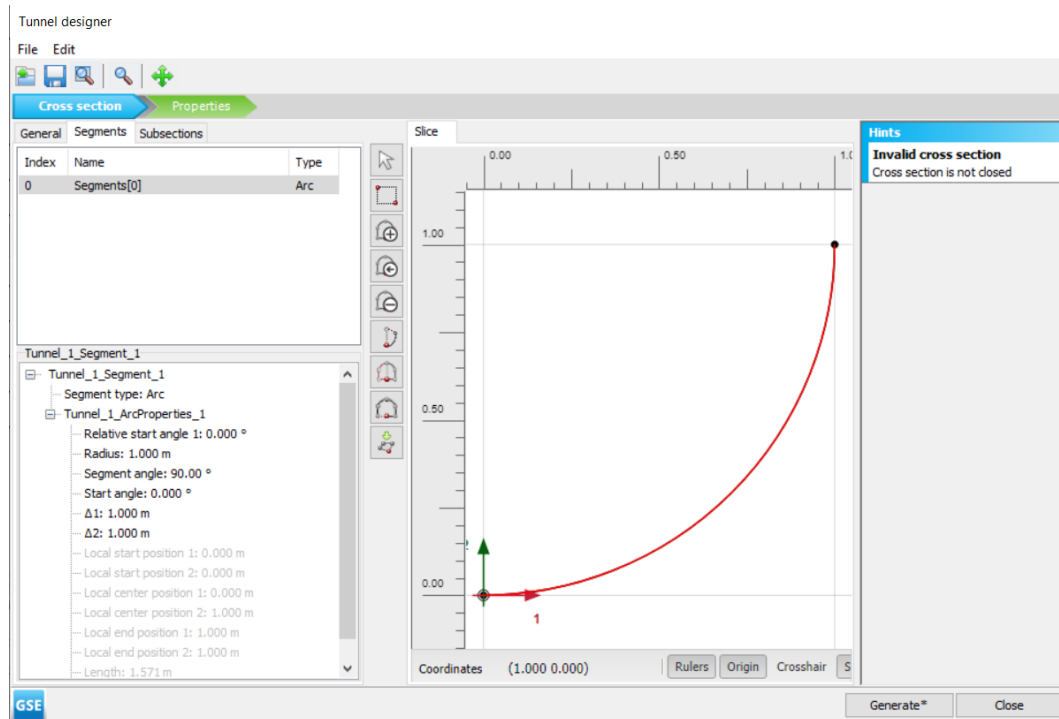 Tunnel designer
File Edit
Cross section Properties
General Segments Subsections
Index Name Type
0 Segments[0] Arc
Tunnel_1_Segment_1
Tunnel_1_Segment_1
Segment type: Arc
Tunnel_1_ArcProperties_1
Relative start angle 1: 0.000 °
Radius: 1.000 m
Segment angle: 90.00 °
Start angle: 0.000 °
Δ1: 1.000 m
Δ2: 1.000 m
Local start position 1: 0.000 m
Local start position 2: 0.000 m
Local center position 1: 0.000 m
Local center position 2: 1.000 m
Local end position 1: 1.000 m
Local end position 2: 1.000 m
Length: 1.571 m
Slice
0.00 0.50
1.00
0.50
0.00
1
Coordinates (1.000 0.000) Rulers Origin Crosshair
Hints
Invalid cross section
Cross section is not closed
GSE
Generate* Close